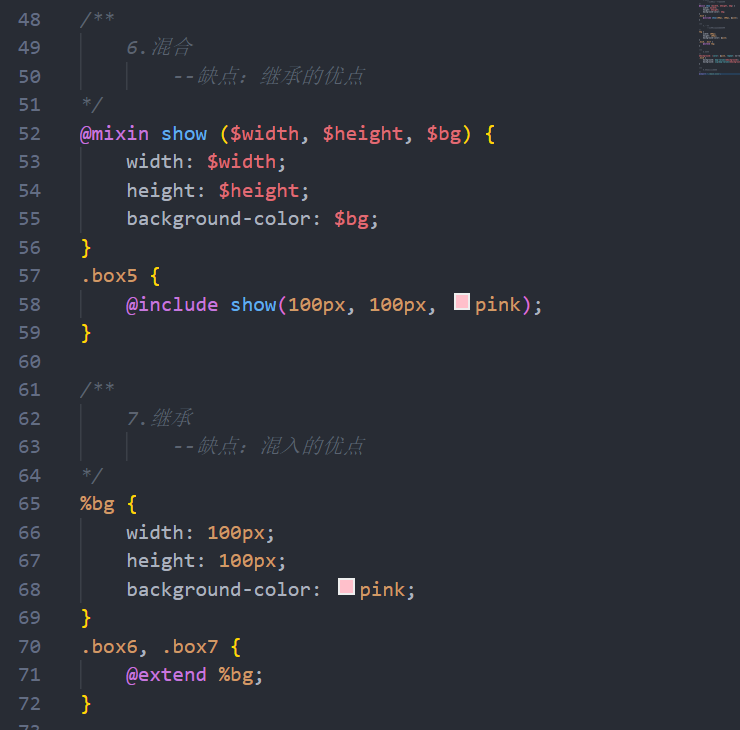 48 /**
49 6.混合
50 --缺点: 继承的优点
51 */
52 @mixin show ($width, $height, $bg) {
53 width: $width;
54 height: $height;
55 background-color: $bg;
56 }
57 .box5 {
58 @include show(100px, 100px, pink);
59 }
60
61 /**
62 7.继承
63 --缺点: 混入的优点
64 */
65 %bg {
66 width: 100px;
67 height: 100px;
68 background-color: pink;
69 }
70 .box6, .box7 {
71 @extend %bg;
72 }